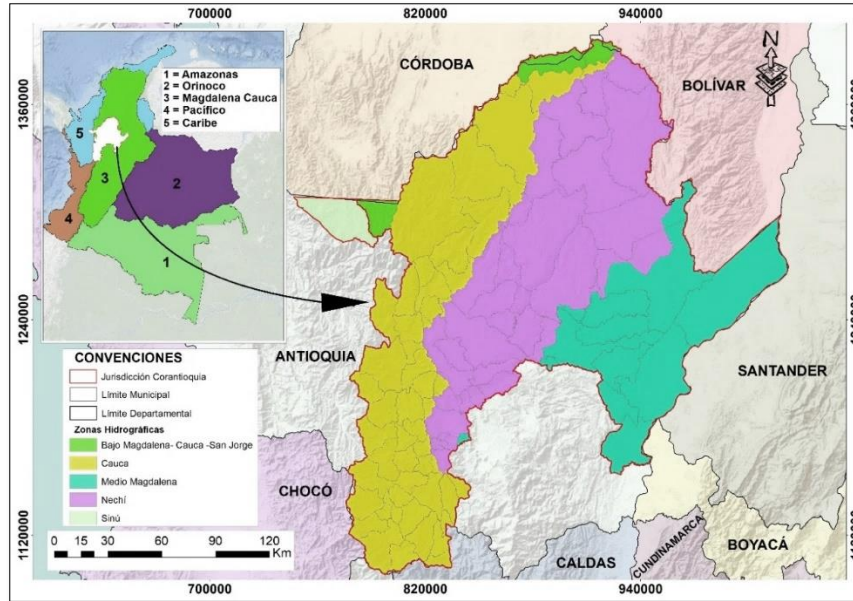 700000 820000 940000
CÓRDOBA
BOLÍVAR
N
1 = Amazonas
2 = Orinoco
3 = Magdalena Cauca
4 = Pacífico
5 = Caribe
5
3
2
4
1
1360000
1240000
1120000
ANTIOQUIA
SANTANDER
CHOCÓ
CALDAS
CUNDINAMARCA
BOYACÁ
CONVENCIONES
Jurisdicción Corantioquia
Límite Municipal
Límite Departamental
Zonas Hidrográficas
Bajo Magdalena- Cauca -San Jorge
Cauca
Medio Magdalena
Nechí
Sinú
0 15 30 60 90 120
Km
1360000
1240000
1120000
700000 820000 940000